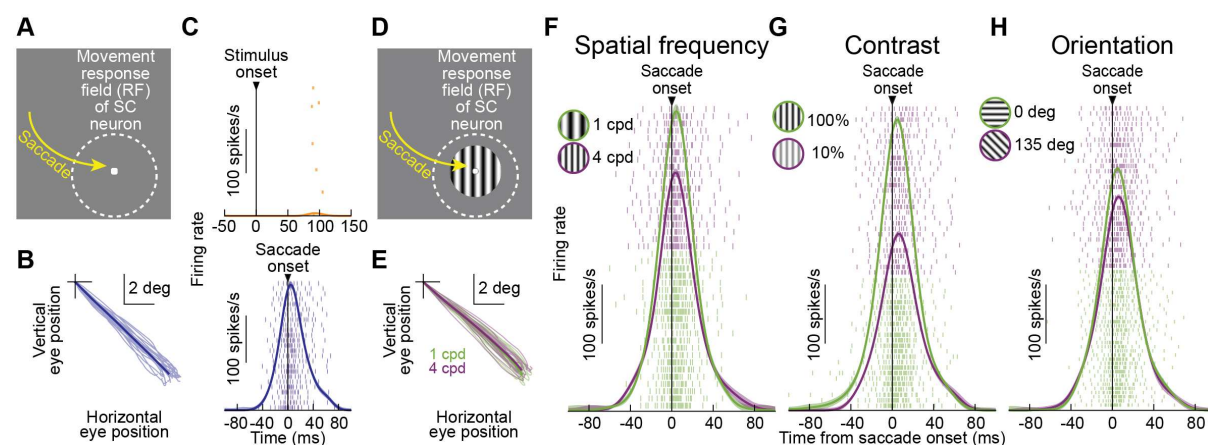 A
Movement
response
field (RF)
of SC
neuron
Saccade
B
2 deg
Vertical
eye position
Horizontal
eye position
C
Stimulus
onset
100 spikes/s
-50 0 50 100 150
Firing rate
Saccade
onset
100 spikes/s
-80 -40 0 40 80
Time (ms)
D
Movement
response
field (RF)
of SC
neuron
Saccade
E
2 deg
Vertical
eye position
1 cpd
4 cpd
Horizontal
eye position
F
Spatial frequency
Saccade
onset
1 cpd
4 cpd
Firing rate
100 spikes/s
-80 -40 0 40 80
G
Contrast
Saccade
onset
100%
10%
100 spikes/s
-80 -40 0 40 80
Time from saccade onset (ms)
H
Orientation
Saccade
onset
0 deg
135 deg
100 spikes/s
-80 -40 0 40 80